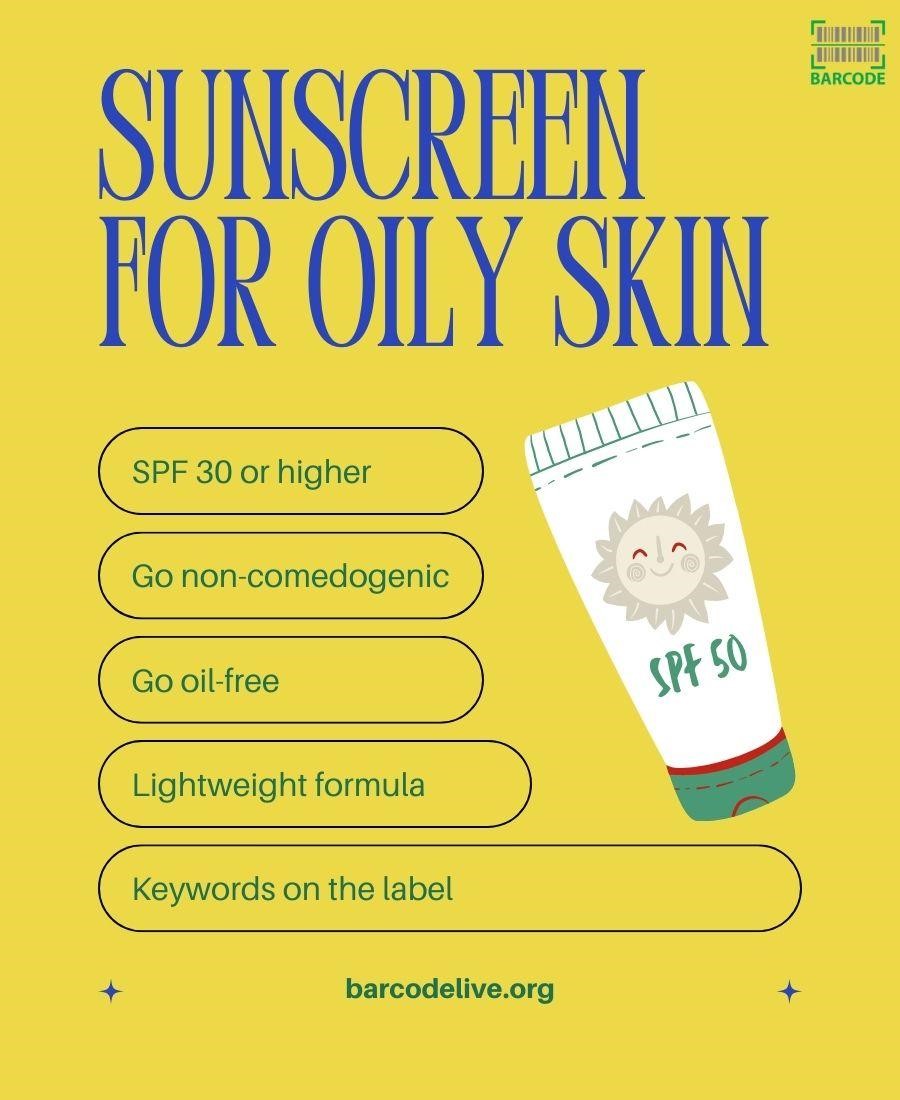 BARCODE
SUNSCREEN
FOR OILY SKIN
SPF 30 or higher
Go non-comedogenic
Go oil-free
Lightweight formula
Keywords on the label
SPF 50
barcodelive.org